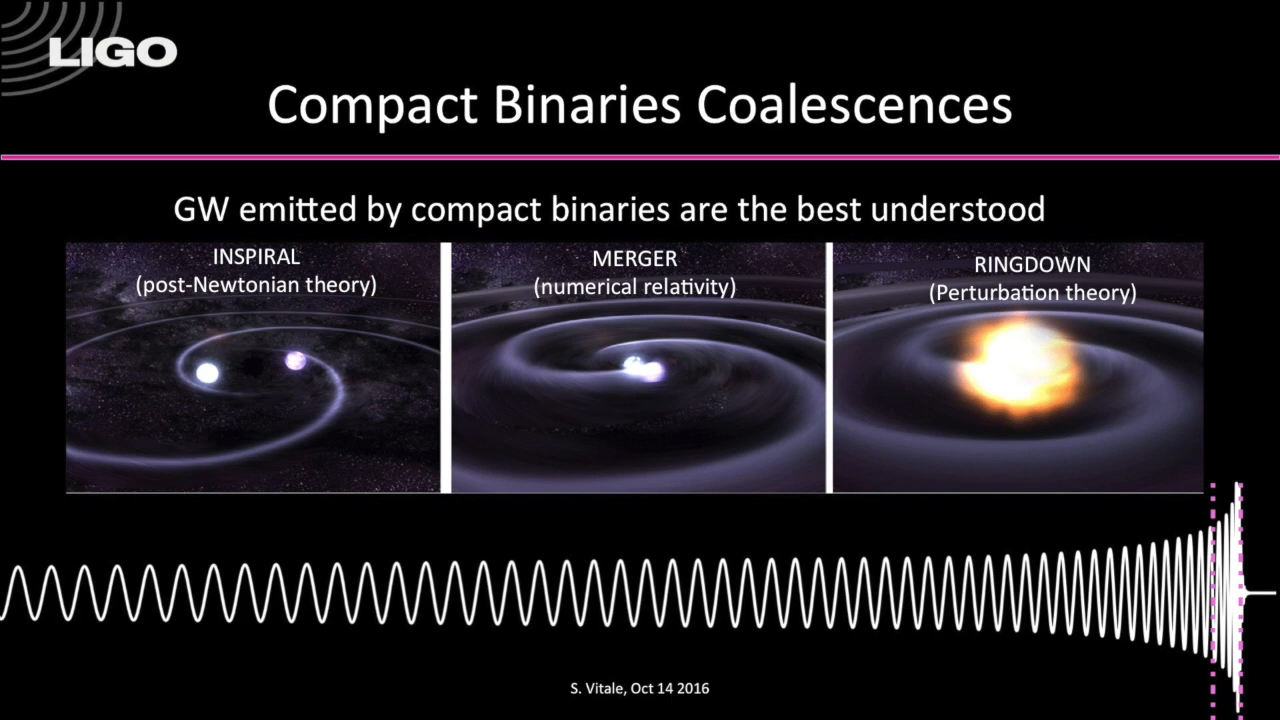 LIGO
Compact Binaries Coalescences
GW emitted by compact binaries are the best understood
INSPIRAL
(post-Newtonian theory)
MERGER
(numerical relativity)
RINGDOWN
(Perturbation theory)
S. Vitale, Oct 14 2016